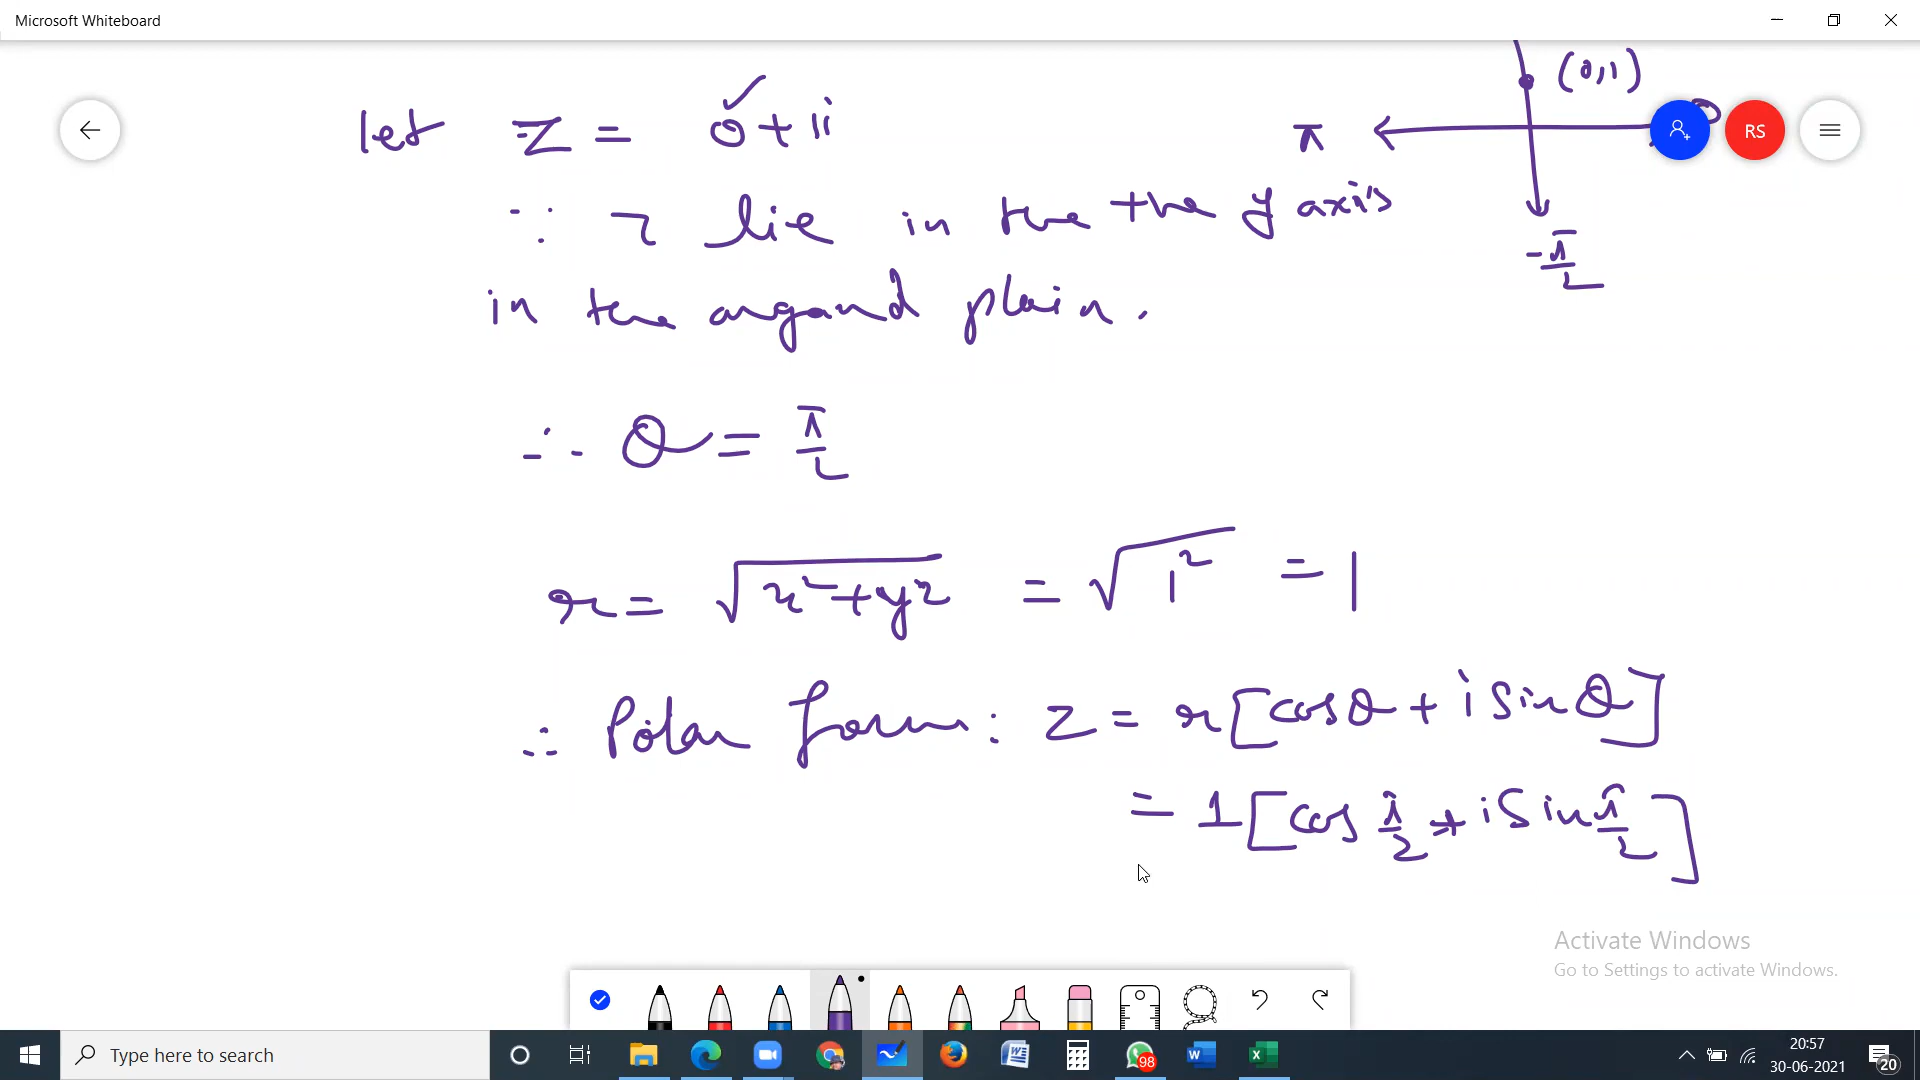 Microsoft Whiteboard
(0,1)
let z = 0 + 1i
π
RS
∵ z lie in the the y axis
-π/2
in the argand plain.
∴ θ = π/2
r = √x²+y² = √1² = 1
∴ Polar form: z = r[cosθ + i sinθ]
= 1[cos π/2 + i sin π/2]
Activate Windows
Go to Settings to activate Windows.
Type here to search
98
20:57
30-06-2021
20